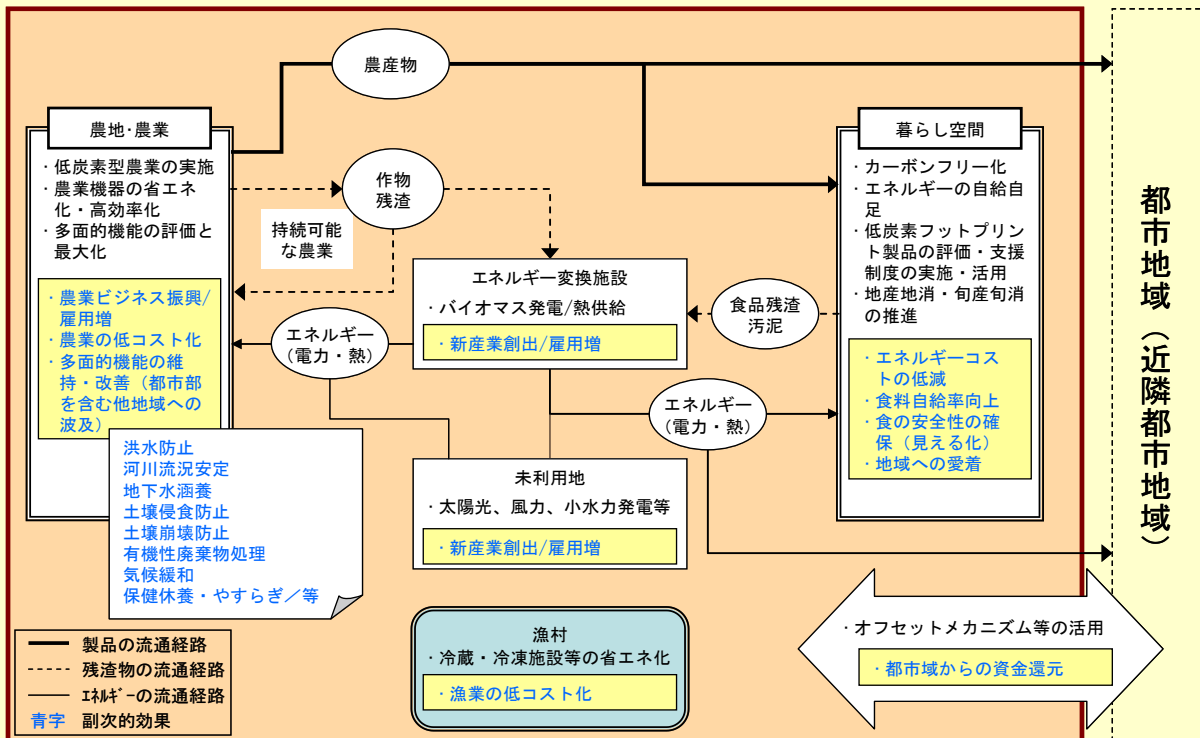 農産物
農地・農業
・低炭素型農業の実施
・農業機器の省エネ
化・高効率化
・多面的機能の評価と
最大化
・農業ビジネス振興/
雇用増
・農業の低コスト化
・多面的機能の維
持・改善（都市部
を含む他地域への
波及）
洪水防止
河川流況安定
地下水涵養
土壌侵食防止
土壌崩壊防止
有機性廃棄物処理
気候緩和
保健休養・やすらぎ／等
作物
残渣
持続可能
な農業
エネルギー変換施設
・バイオマス発電/熱供給
・新産業創出/雇用増
エネルギー
（電力・熱）
食品残渣
汚泥
エネルギー
（電力・熱）
未利用地
・太陽光、風力、小水力発電等
・新産業創出/雇用増
暮らし空間
・カーボンフリー化
・エネルギーの自給自
足
・低炭素フットプリン
ト製品の評価・支援
制度の実施・活用
・地産地消・旬産旬消
の推進
・エネルギーコス
トの低減
・食料自給率向上
・食の安全性の確
保（見える化）
・地域への愛着
都市地域（近隣都市地域）
漁村
・冷蔵・冷凍施設等の省エネ化
・漁業の低コスト化
・オフセットメカニズム等の活用
・都市域からの資金還元
製品の流通経路
残渣物の流通経路
ｴﾈﾙｷﾞｰの流通経路
青字 副次的効果